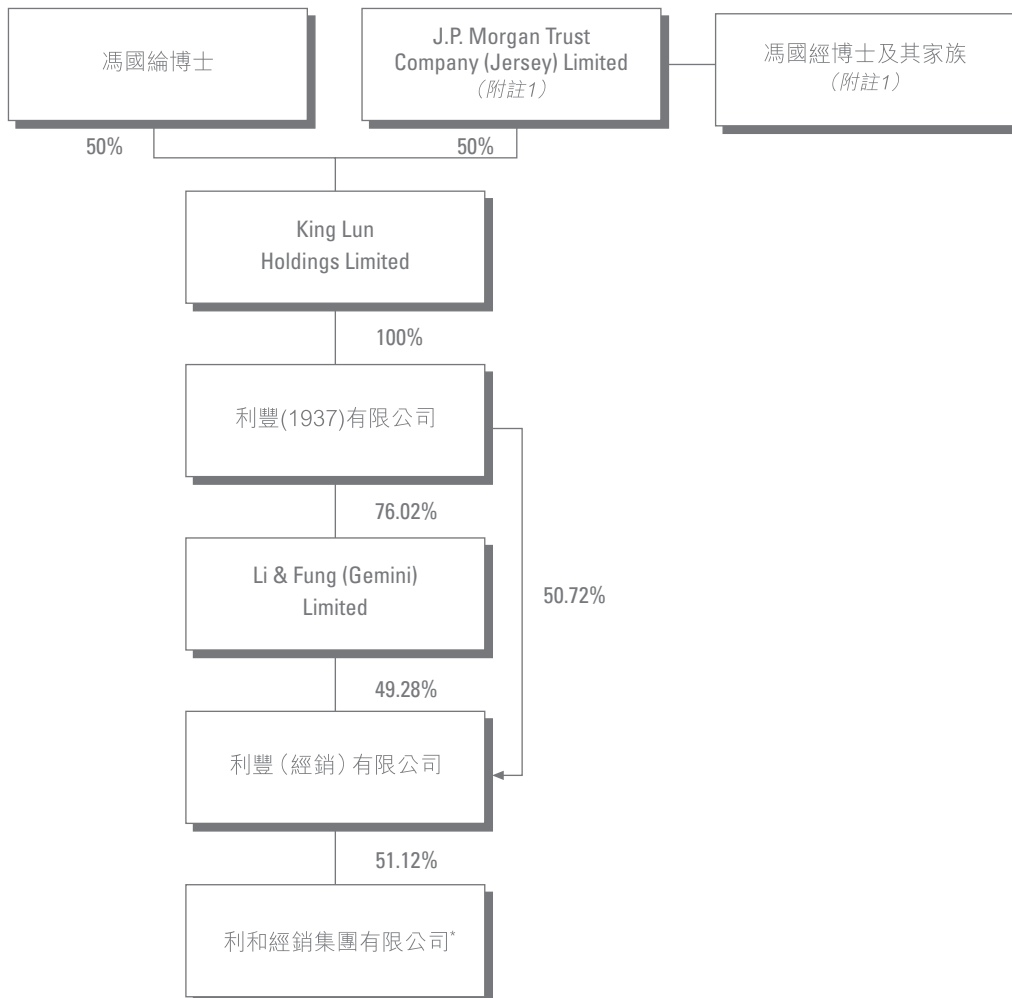 馮國綸博士
J.P. Morgan Trust
Company (Jersey) Limited
(附註1)
馮國經博士及其家族
(附註1)
50%
50%
King Lun
Holdings Limited
100%
利豐(1937)有限公司
76.02%
Li & Fung (Gemini)
Limited
50.72%
49.28%
利豐（經銷）有限公司
51.12%
利和經銷集團有限公司*